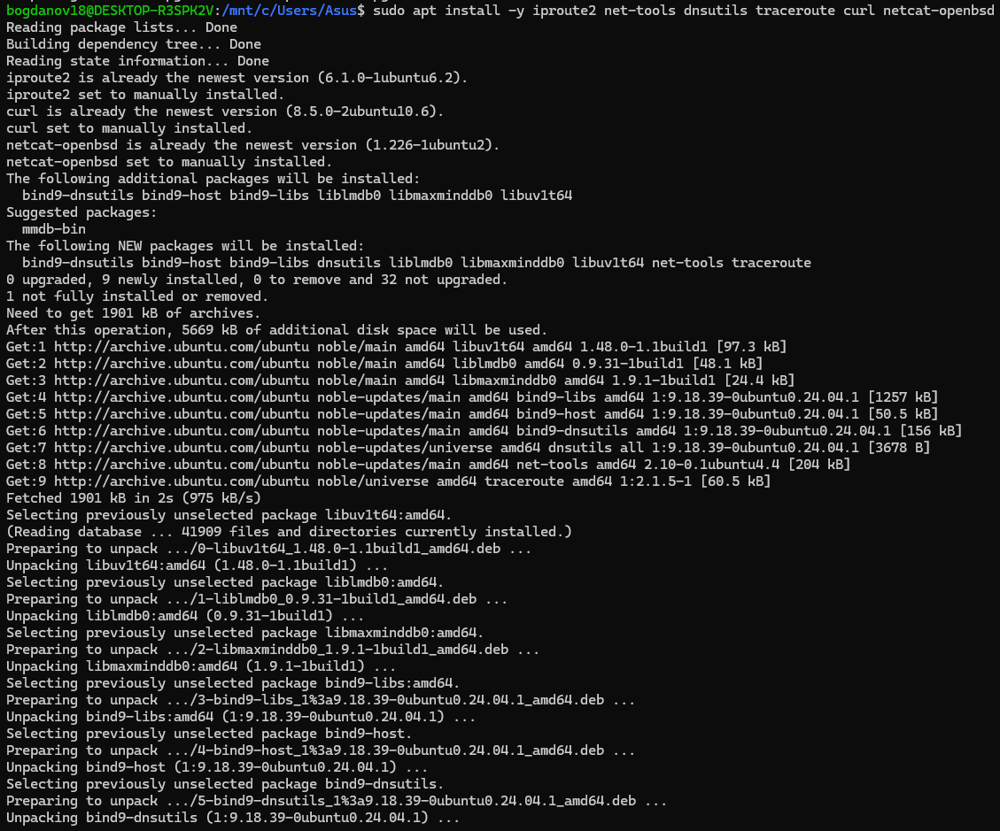 bogdanov18@DESKTOP-R3SPK2V:/mnt/c/Users/Asus$ sudo apt install -y iproute2 net-tools dnsutils traceroute curl netcat-openbsd
Reading package lists... Done
Building dependency tree... Done
Reading state information... Done
iproute2 is already the newest version (6.1.0-1ubuntu6.2).
iproute2 set to manually installed.
curl is already the newest version (8.5.0-2ubuntu10.6).
curl set to manually installed.
netcat-openbsd is already the newest version (1.226-1ubuntu2).
netcat-openbsd set to manually installed.
The following additional packages will be installed:
  bind9-dnsutils bind9-host bind9-libs liblmdb0 libmaxminddb0 libuv1t64
Suggested packages:
  mmdb-bin
The following NEW packages will be installed:
  bind9-dnsutils bind9-host bind9-libs dnsutils liblmdb0 libmaxminddb0 libuv1t64 net-tools traceroute
0 upgraded, 9 newly installed, 0 to remove and 32 not upgraded.
1 not fully installed or removed.
Need to get 1901 kB of archives.
After this operation, 5669 kB of additional disk space will be used.
Get:1 http://archive.ubuntu.com/ubuntu noble/main amd64 libuv1t64 amd64 1.48.0-1.1build1 [97.3 kB]
Get:2 http://archive.ubuntu.com/ubuntu noble/main amd64 liblmdb0 amd64 0.9.31-1build1 [48.1 kB]
Get:3 http://archive.ubuntu.com/ubuntu noble/main amd64 libmaxminddb0 amd64 1.9.1-1build1 [24.4 kB]
Get:4 http://archive.ubuntu.com/ubuntu noble-updates/main amd64 bind9-libs amd64 1:9.18.39-0ubuntu0.24.04.1 [1257 kB]
Get:5 http://archive.ubuntu.com/ubuntu noble-updates/main amd64 bind9-host amd64 1:9.18.39-0ubuntu0.24.04.1 [50.5 kB]
Get:6 http://archive.ubuntu.com/ubuntu noble-updates/main amd64 bind9-dnsutils amd64 1:9.18.39-0ubuntu0.24.04.1 [156 kB]
Get:7 http://archive.ubuntu.com/ubuntu noble-updates/universe amd64 dnsutils all 1:9.18.39-0ubuntu0.24.04.1 [3678 B]
Get:8 http://archive.ubuntu.com/ubuntu noble-updates/main amd64 net-tools amd64 2.10-0.1ubuntu4.4 [204 kB]
Get:9 http://archive.ubuntu.com/ubuntu noble/universe amd64 traceroute amd64 1:2.1.5-1 [60.5 kB]
Fetched 1901 kB in 2s (975 kB/s)
Selecting previously unselected package libuv1t64:amd64.
(Reading database ... 41909 files and directories currently installed.)
Preparing to unpack .../0-libuv1t64_1.48.0-1.1build1_amd64.deb ...
Unpacking libuv1t64:amd64 (1.48.0-1.1build1) ...
Selecting previously unselected package liblmdb0:amd64.
Preparing to unpack .../1-liblmdb0_0.9.31-1build1_amd64.deb ...
Unpacking liblmdb0:amd64 (0.9.31-1build1) ...
Selecting previously unselected package libmaxminddb0:amd64.
Preparing to unpack .../2-libmaxminddb0_1.9.1-1build1_amd64.deb ...
Unpacking libmaxminddb0:amd64 (1.9.1-1build1) ...
Selecting previously unselected package bind9-libs:amd64.
Preparing to unpack .../3-bind9-libs_1%3a9.18.39-0ubuntu0.24.04.1_amd64.deb ...
Unpacking bind9-libs:amd64 (1:9.18.39-0ubuntu0.24.04.1) ...
Selecting previously unselected package bind9-host.
Preparing to unpack .../4-bind9-host_1%3a9.18.39-0ubuntu0.24.04.1_amd64.deb ...
Unpacking bind9-host (1:9.18.39-0ubuntu0.24.04.1) ...
Selecting previously unselected package bind9-dnsutils.
Preparing to unpack .../5-bind9-dnsutils_1%3a9.18.39-0ubuntu0.24.04.1_amd64.deb ...
Unpacking bind9-dnsutils (1:9.18.39-0ubuntu0.24.04.1) ...